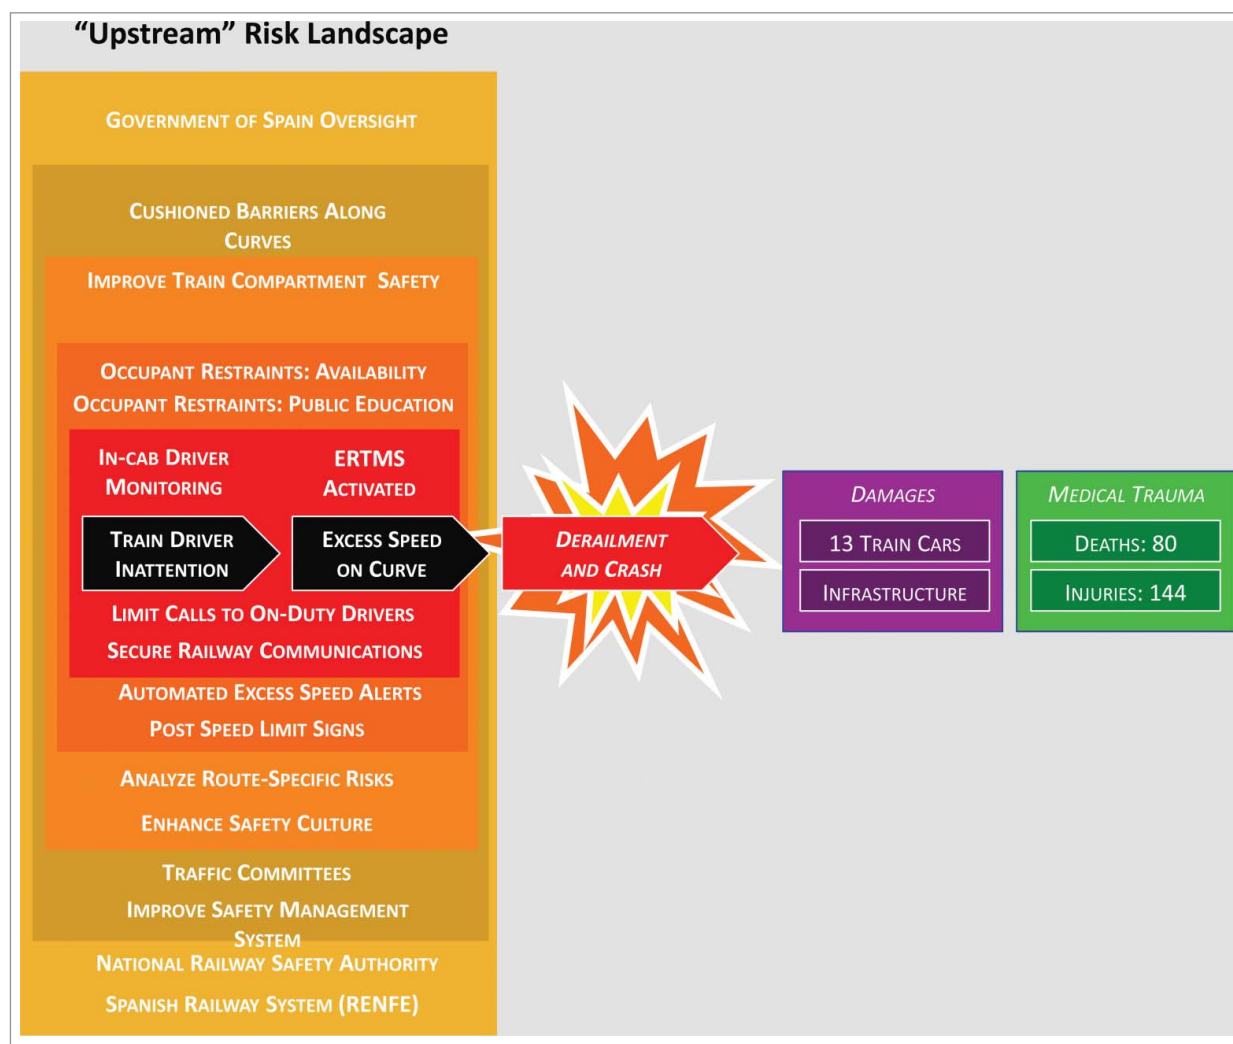 “Upstream” Risk Landscape
Government of Spain Oversight
Cushioned Barriers Along
Curves
Improve Train Compartment Safety
Occupant Restraints: Availability
Occupant Restraints: Public Education
In-cab Driver
Monitoring
ERTMS
Activated
Train Driver
Inattention
Excess Speed
on Curve
Derailment
and Crash
Damages
13 Train Cars
Infrastructure
Medical Trauma
Deaths: 80
Injuries: 144
Limit Calls to On-Duty Drivers
Secure Railway Communications
Automated Excess Speed Alerts
Post Speed Limit Signs
Analyze Route-Specific Risks
Enhance Safety Culture
Traffic Committees
Improve Safety Management
System
National Railway Safety Authority
Spanish Railway System (RENFE)